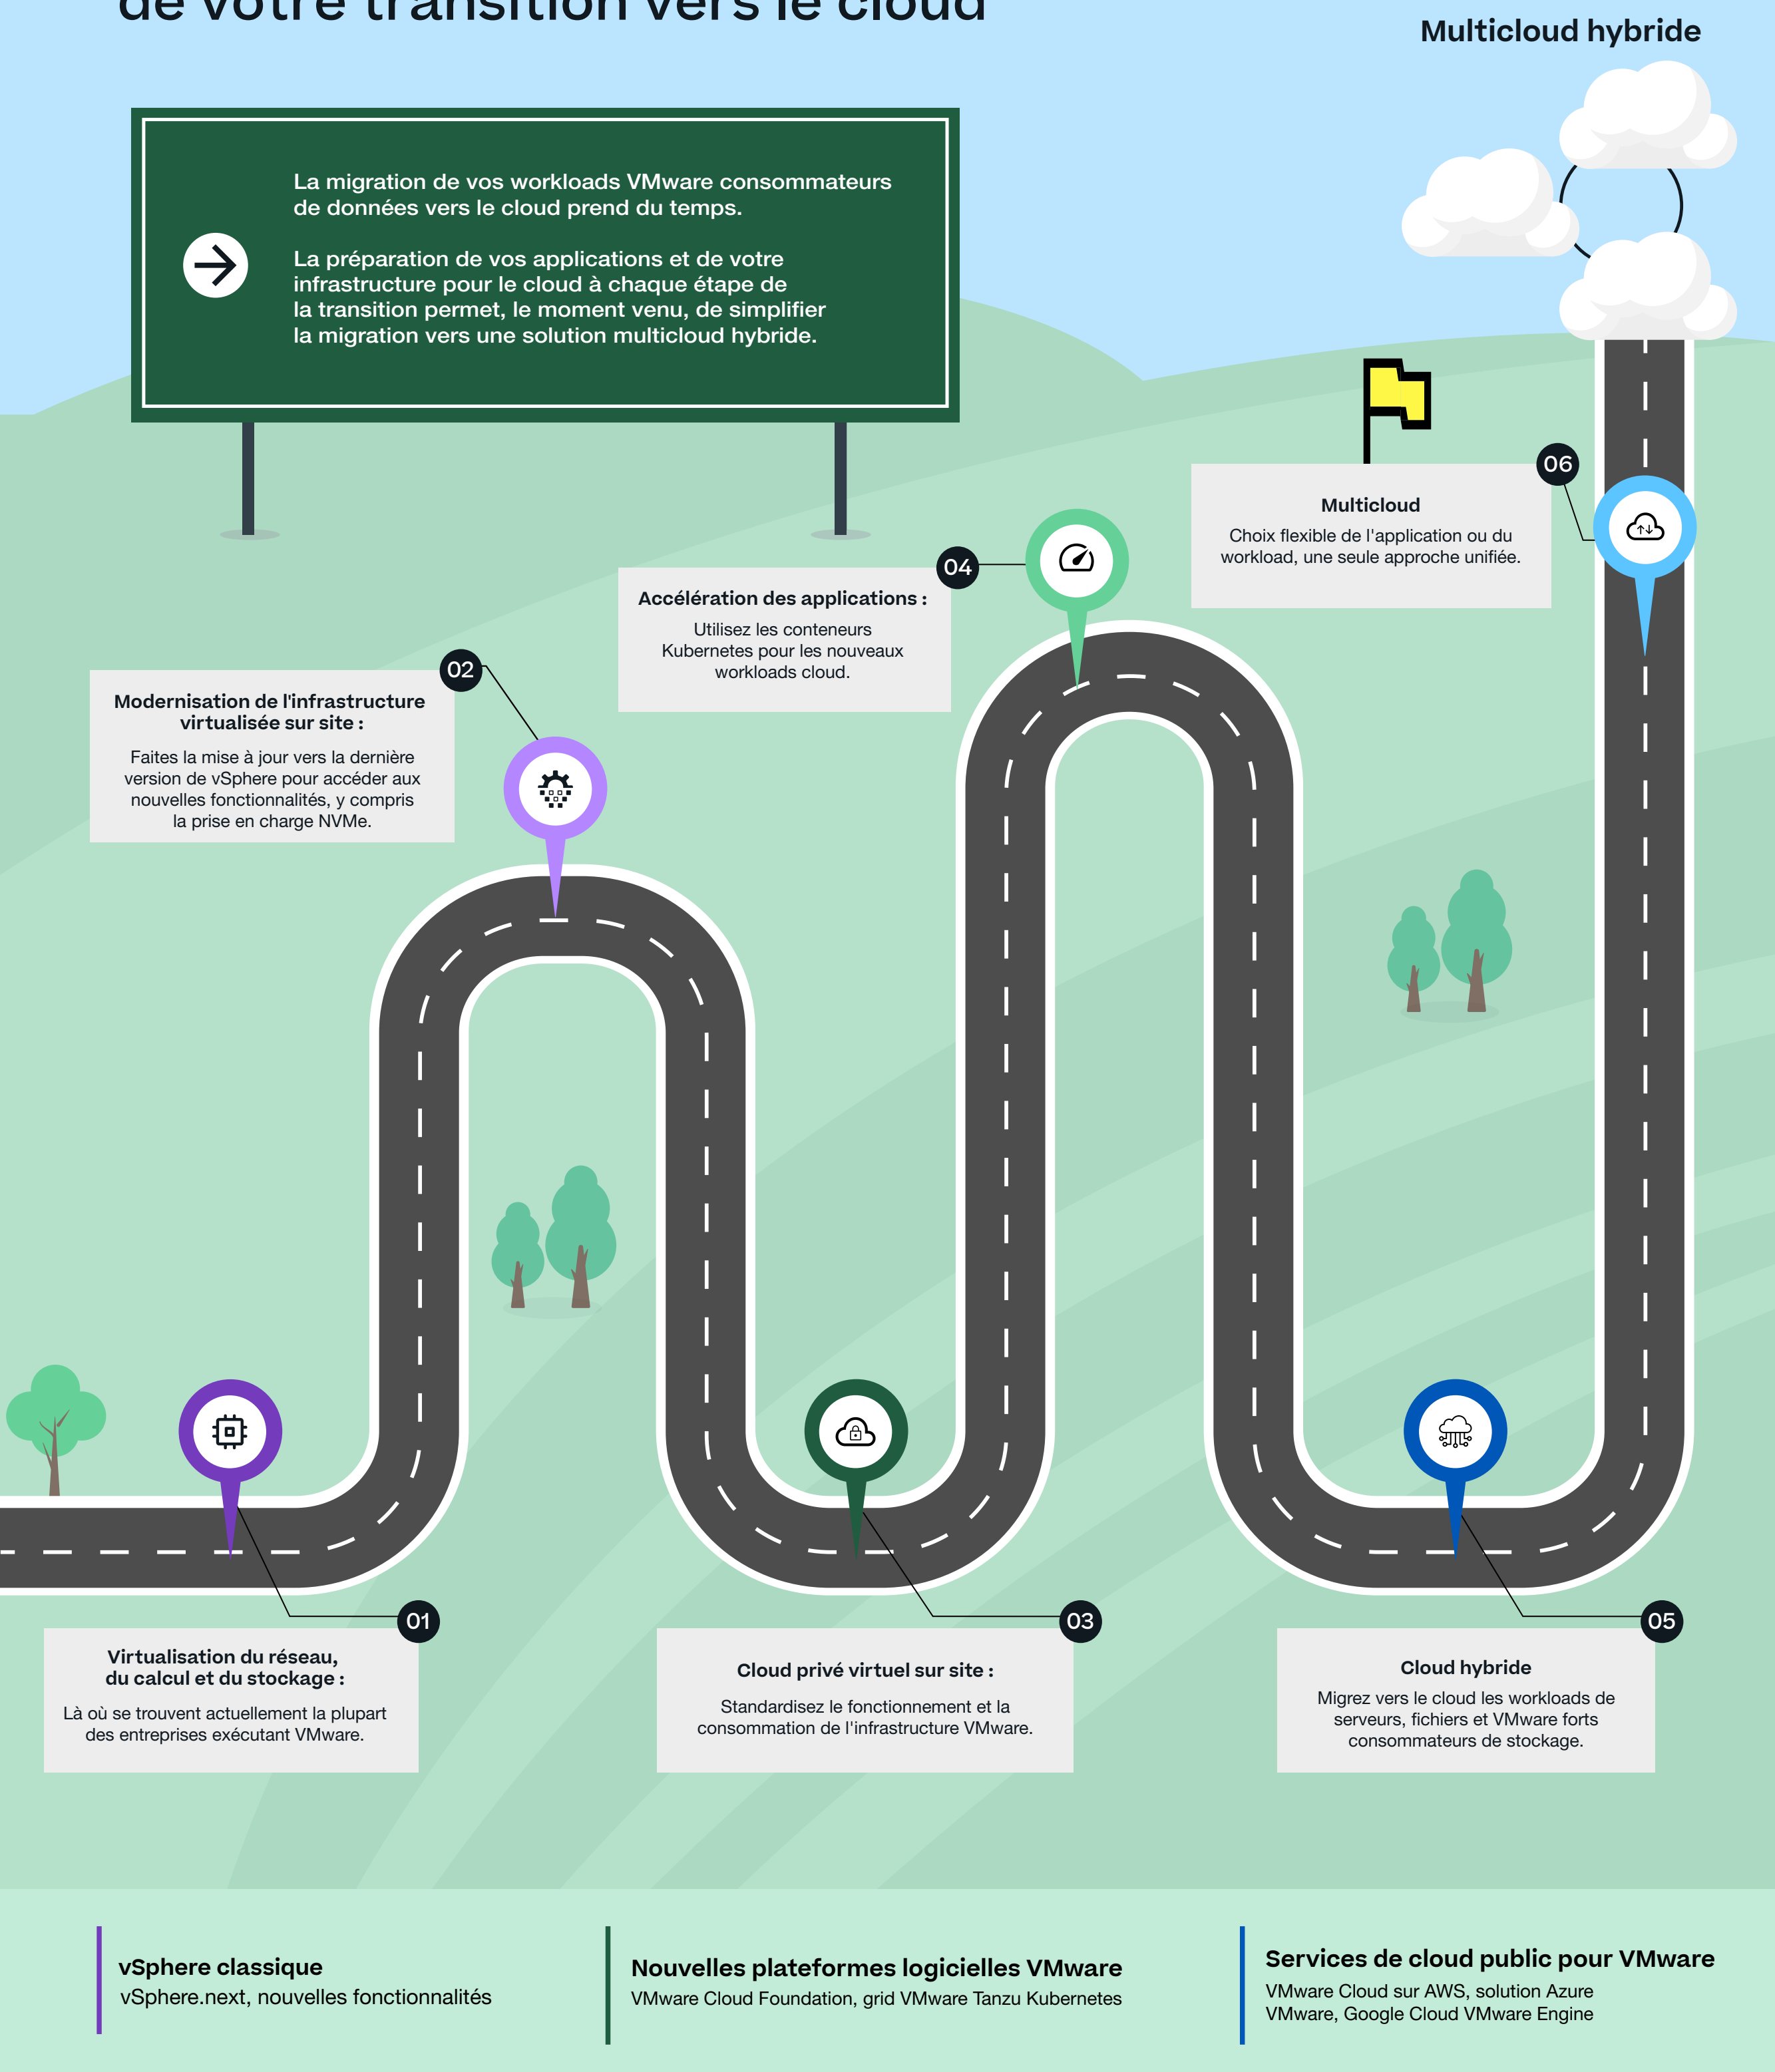 de votre transition vers le cloud
Multicloud hybride
La migration de vos workloads VMware consommateurs
de données vers le cloud prend du temps.
La préparation de vos applications et de votre
infrastructure pour le cloud à chaque étape de
la transition permet, le moment venu, de simplifier
la migration vers une solution multicloud hybride.
06
Multicloud
Choix flexible de l'application ou du
workload, une seule approche unifiée.
04
Accélération des applications :
Utilisez les conteneurs
Kubernetes pour les nouveaux
workloads cloud.
02
Modernisation de l'infrastructure
virtualisée sur site :
Faites la mise à jour vers la dernière
version de vSphere pour accéder aux
nouvelles fonctionnalités, y compris
la prise en charge NVMe.
01
Virtualisation du réseau,
du calcul et du stockage :
Là où se trouvent actuellement la plupart
des entreprises exécutant VMware.
03
Cloud privé virtuel sur site :
Standardisez le fonctionnement et la
consommation de l'infrastructure VMware.
05
Cloud hybride
Migrez vers le cloud les workloads de
serveurs, fichiers et VMware forts
consommateurs de stockage.
vSphere classique
vSphere.next, nouvelles fonctionnalités
Nouvelles plateformes logicielles VMware
VMware Cloud Foundation, grid VMware Tanzu Kubernetes
Services de cloud public pour VMware
VMware Cloud sur AWS, solution Azure
VMware, Google Cloud VMware Engine